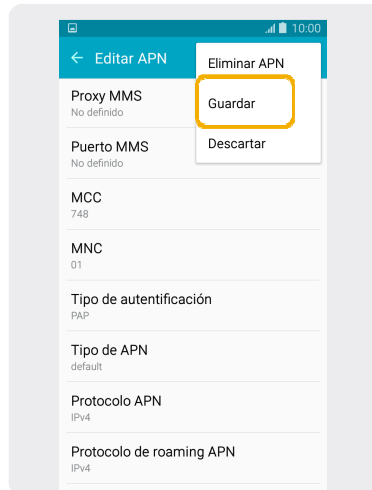 10:00
Editar APN
Eliminar APN
Guardar
Descartar
Proxy MMS
No definido
Puerto MMS
No definido
MCC
748
MNC
01
Tipo de autentificación
PAP
Tipo de APN
default
Protocolo APN
IPv4
Protocolo de roaming APN
IPv4